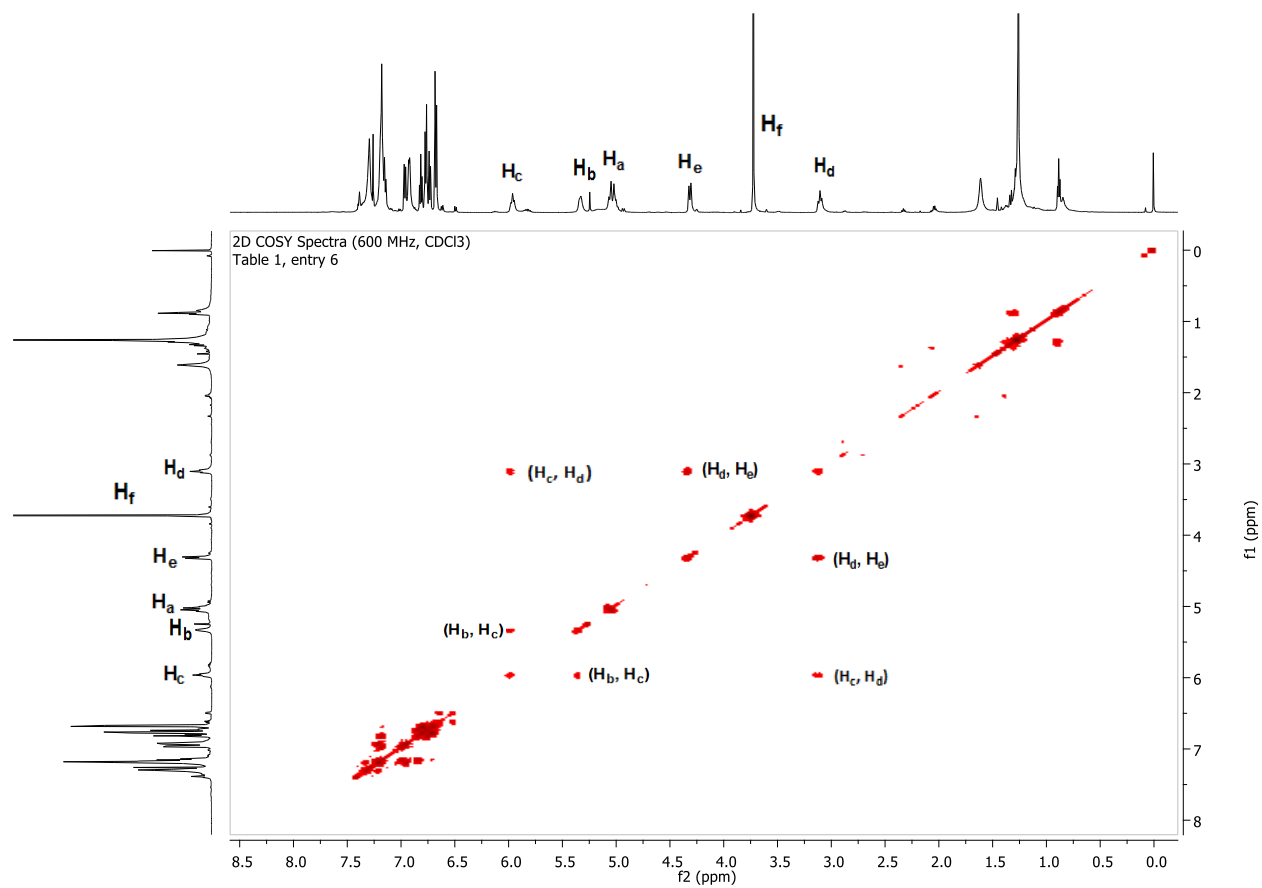 Hf
Hc
Hb
Ha
He
Hd
2D COSY Spectra (600 MHz, CDCl3)
Table 1, entry 6
0
1
2
3
4
5
6
7
8
f1 (ppm)
Hd
Hf
He
Ha
Hb
Hc
(Hc, Hd)
(Hd, He)
(Hd, He)
(Hb, Hc)
(Hb, Hc)
(Hc, Hd)
8.5 8.0 7.5 7.0 6.5 6.0 5.5 5.0 4.5 4.0 3.5 3.0 2.5 2.0 1.5 1.0 0.5 0.0
f2 (ppm)